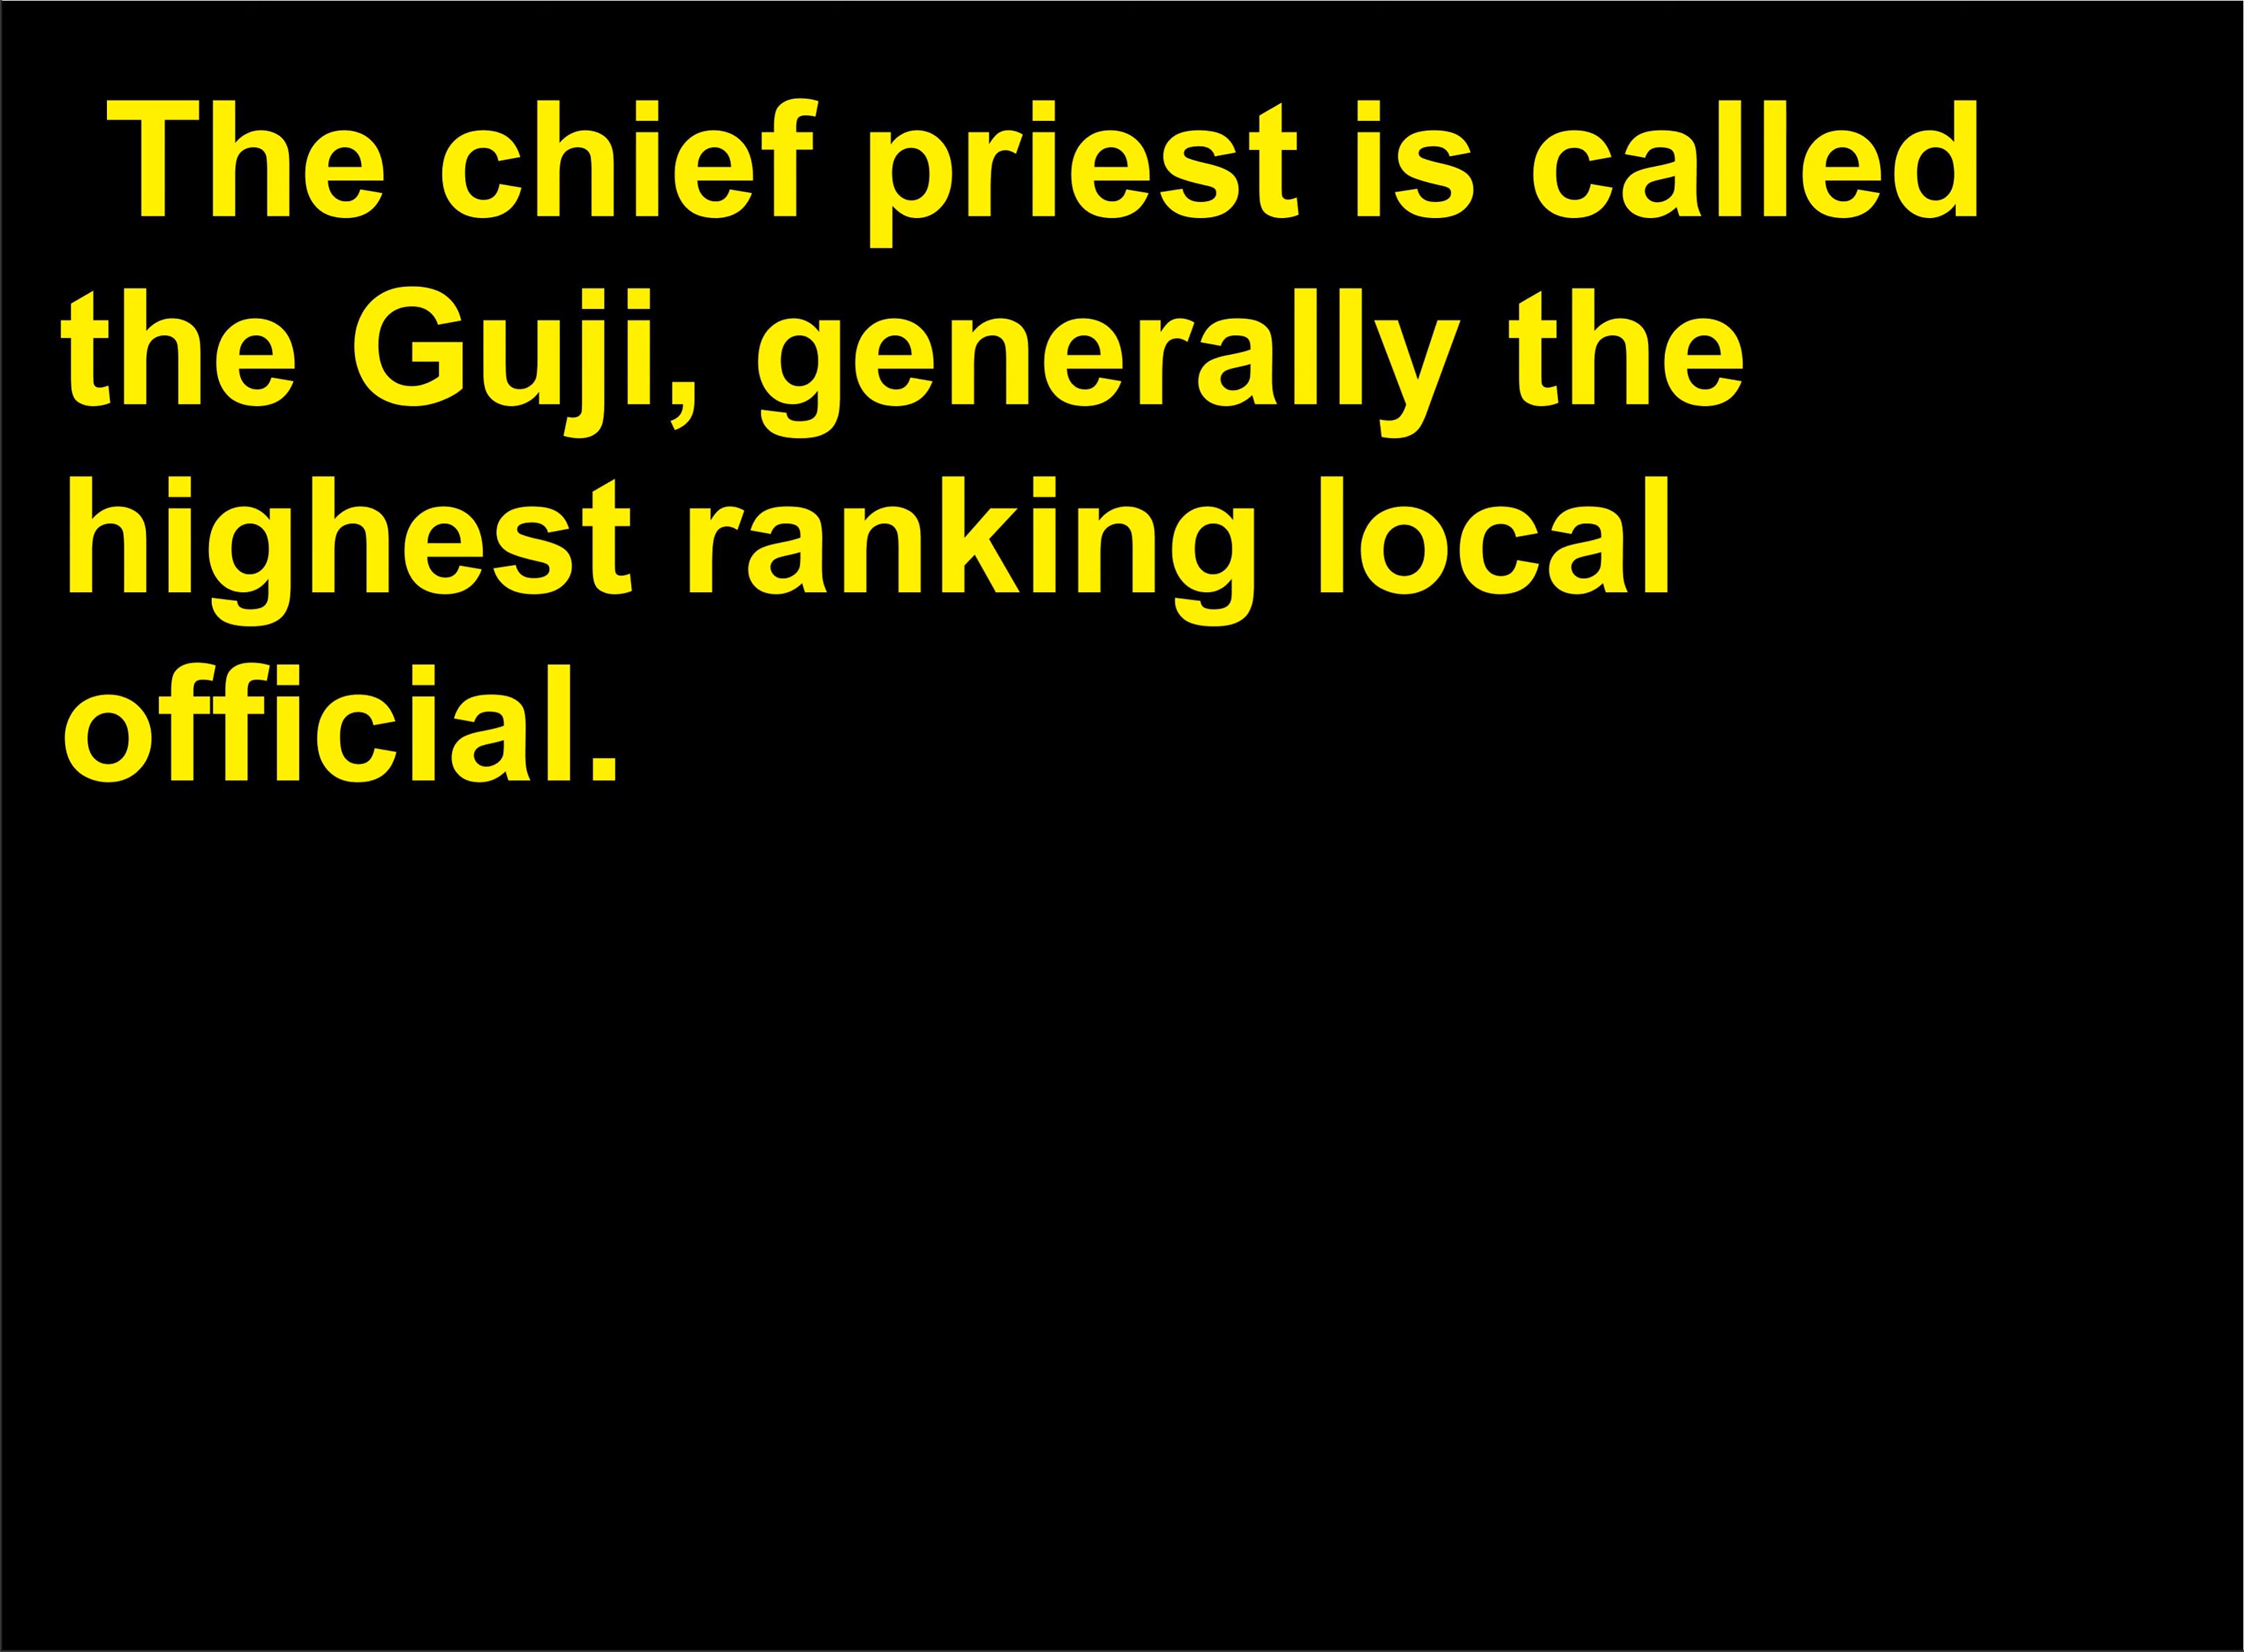 The chief priest is called
the Guji, generally the
highest ranking local
official.